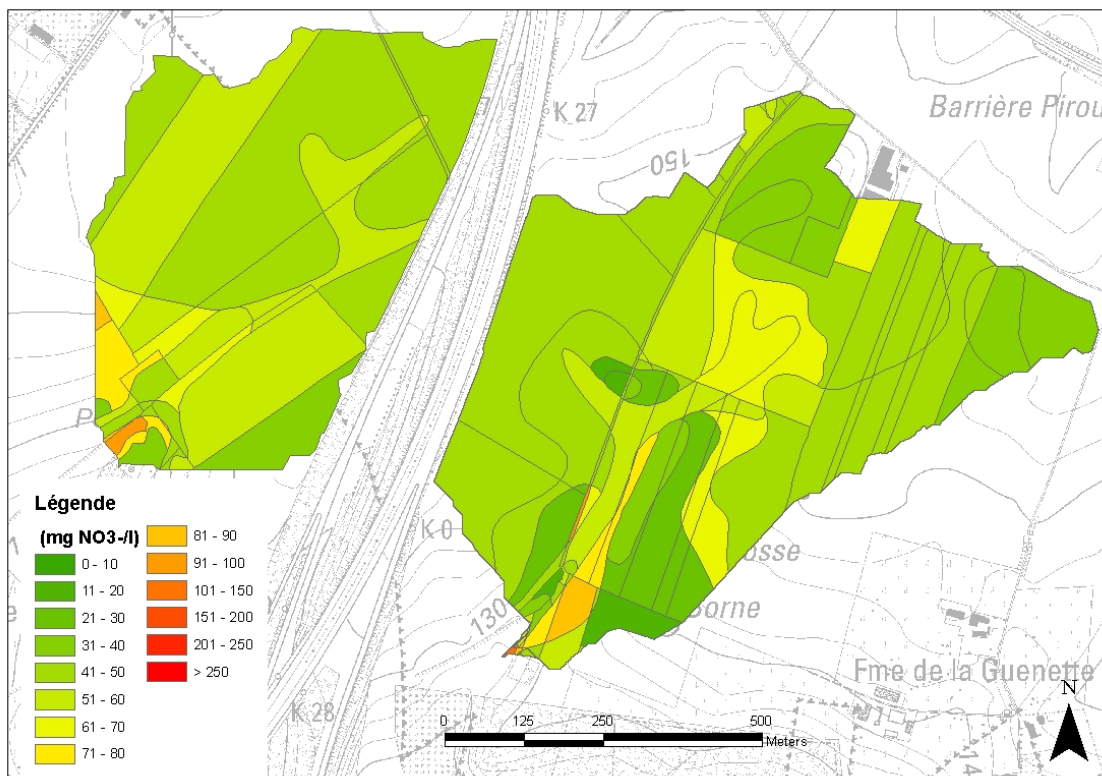 K 27
Barrière Pirou
150
P
K 0
osse
130
Borne
Fme de la Guenette
K 28
14
Légende
(mg NO3-/l)
0 - 10
11 - 20
21 - 30
31 - 40
41 - 50
51 - 60
61 - 70
71 - 80
81 - 90
91 - 100
101 - 150
151 - 200
201 - 250
> 250
0 125 250 500
Meters
N